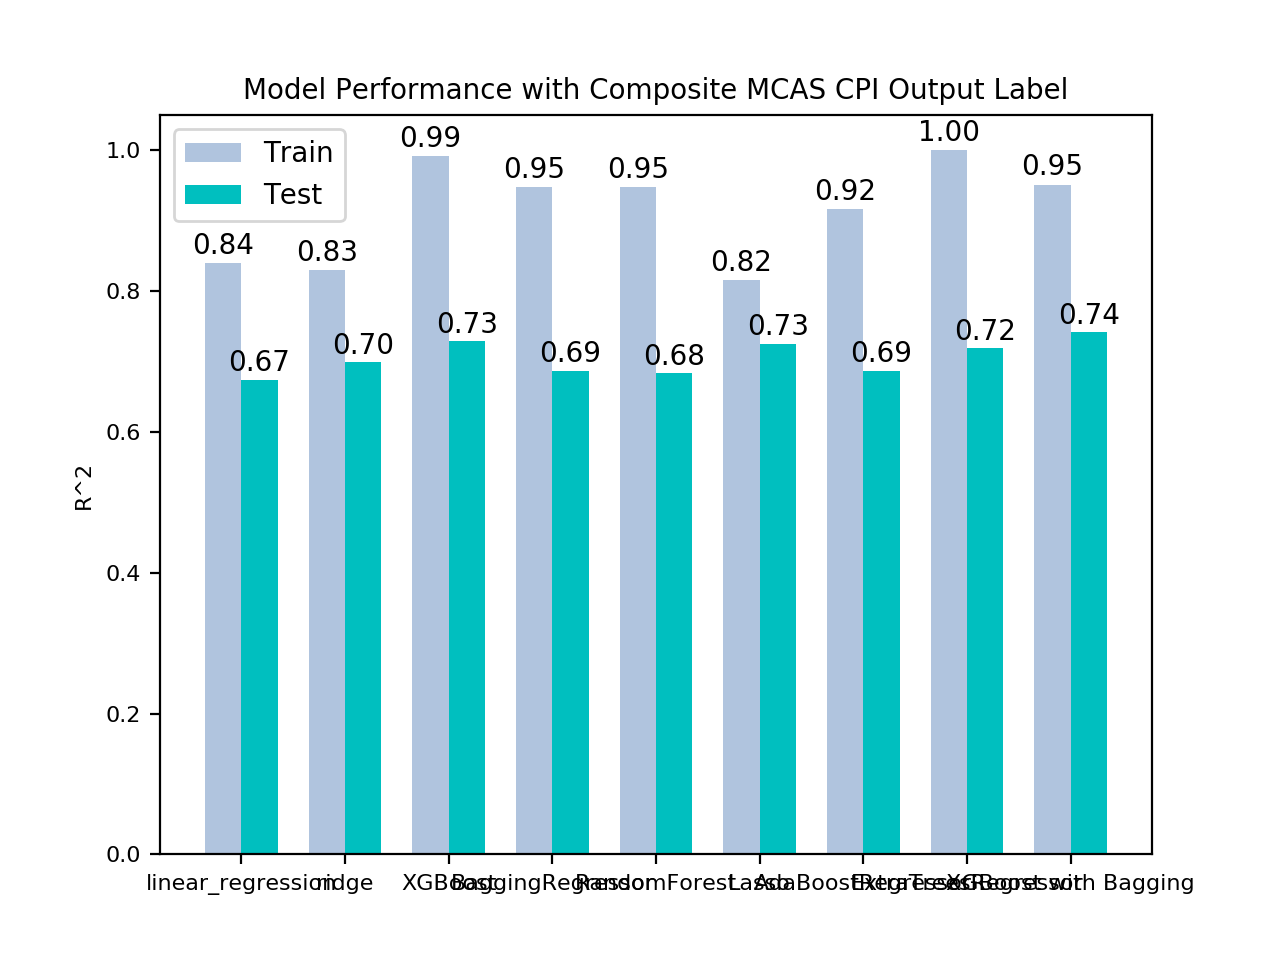 Model Performance with Composite MCAS CPI Output Label
Train
Test
1.0
0.8
0.6
0.4
0.2
0.0
R^2
0.84
0.67
0.83
0.70
0.99
0.73
0.95
0.69
0.95
0.68
0.82
0.73
0.92
0.69
1.00
0.72
0.95
0.74
linear_regression
ridge
XGBoost
BaggingRegressor
RandomForest
Lasso
AdaBoostRegressor
ExtraTreesRegressor
XGBoost with Bagging